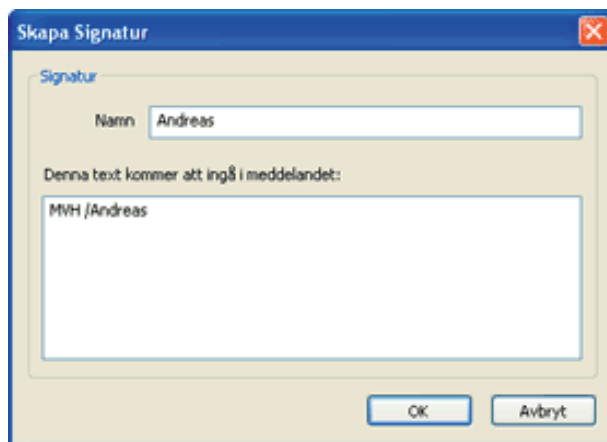 Skapa Signatur
Signatur
Namn Andreas
Denna text kommer att ingå i meddelandet:
MVH /Andreas
OK Avbryt